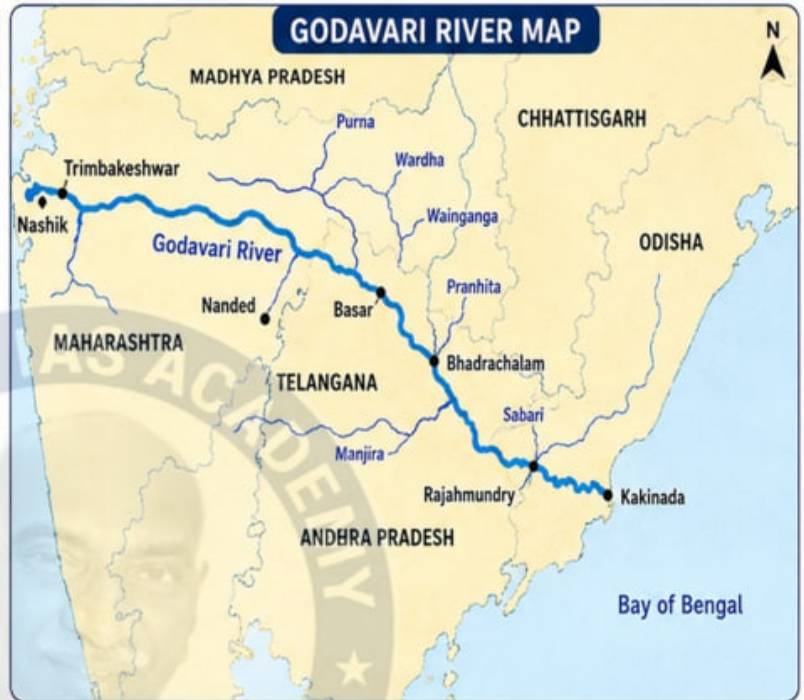 GODAVARI RIVER MAP
N
MADHYA PRADESH
CHHATTISGARH
Purna
Wardha
Trimbakeshwar
Nashik
Wainganga
Godavari River
ODISHA
Pranhita
Nanded
Basar
MAHARASHTRA
Bhadrachalam
TELANGANA
Sabari
Manjira
Rajahmundry
Kakinada
ANDHRA PRADESH
Bay of Bengal
IAS ACADEMY